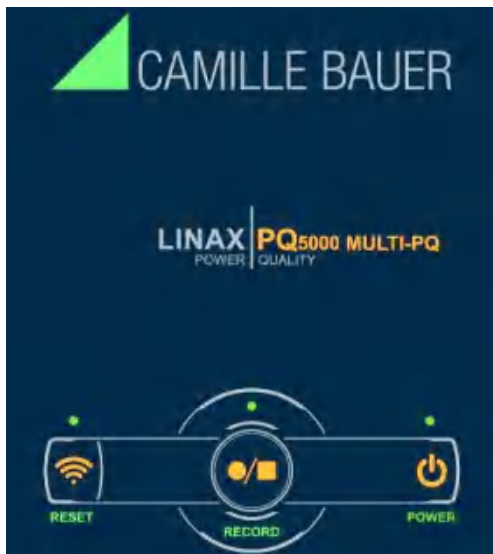 CAMILLE BAUER
LINAX PQ5000 MULTI-PQ
POWER QUALITY
RESET
RECORD
POWER